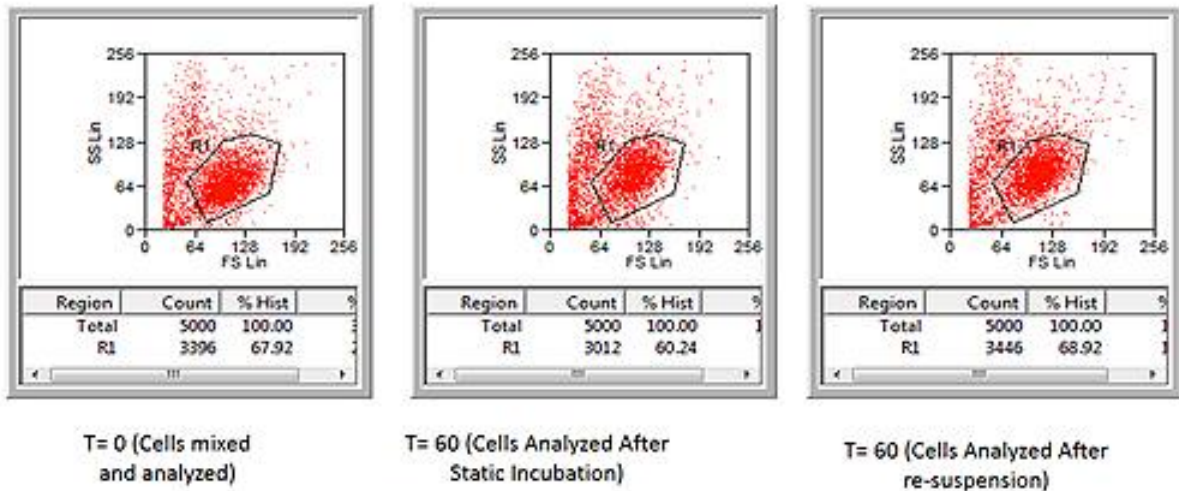 256
192
128
64
0
SS Lin
R1
0 64 128 192 256
FS Lin
Region Count % Hist %
Total 5000 100.00
R1 3396 67.92
T= 0 (Cells mixed
and analyzed)
256
192
128
64
0
SS Lin
R1
0 64 128 192 256
FS Lin
Region Count % Hist %
Total 5000 100.00 1
R1 3012 60.24
T= 60 (Cells Analyzed After
Static Incubation)
256
192
128
64
0
SS Lin
R1
0 64 128 192 256
FS Lin
Region Count % Hist %
Total 5000 100.00 1
R1 3446 68.92 1
T= 60 (Cells Analyzed After
re-suspension)